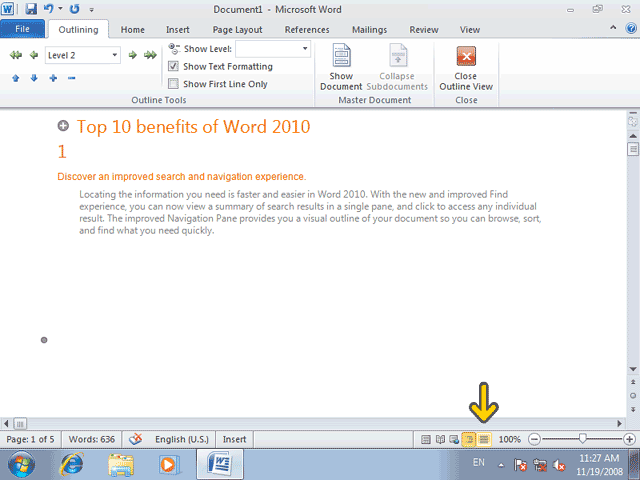 Document1 - Microsoft Word
File Outlining Home Insert Page Layout References Mailings Review View
Level 2
Show Level:
Show Text Formatting
Show First Line Only
Outline Tools
Show Document
Collapse Subdocuments
Master Document
Close Outline View
Close
Top 10 benefits of Word 2010
1
Discover an improved search and navigation experience.
Locating the information you need is faster and easier in Word 2010. With the new and improved Find
experience, you can now view a summary of search results in a single pane, and click to access any individual
result. The improved Navigation Pane provides you a visual outline of your document so you can browse, sort,
and find what you need quickly.
Page: 1 of 5 Words: 636 English (U.S.) Insert 100%
EN 11:27 AM
11/19/2008